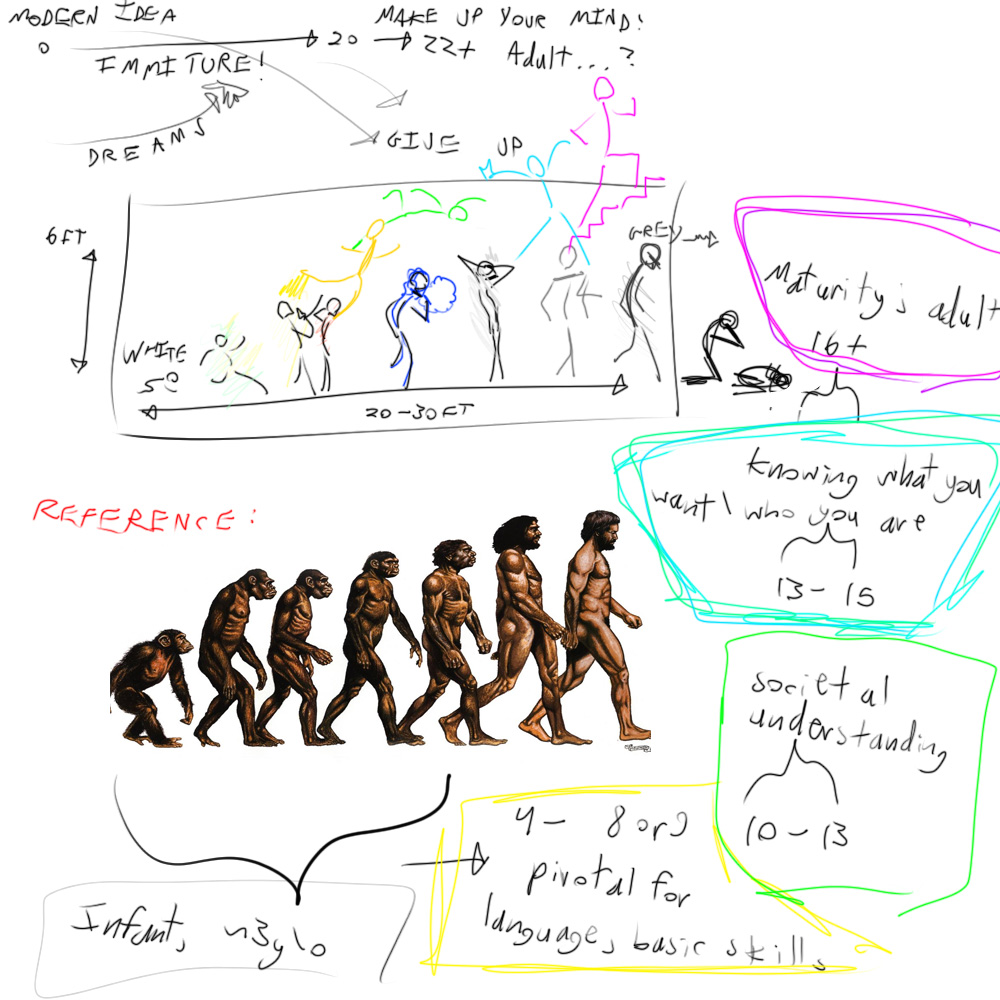 MODERN IDEA
0 20 22+
MAKE UP YOUR MIND!
Adult...?
IMMITURE!
DREAMS
GIVE UP
6FT
GREY
WHITE
20-30FT
Maturity's adult
16+
Knowing what you
want \ who you are
13-15
REFERENCE:
societal
understanding
10-13
4- 8 or 9
pivotal for
languages, basic skills
Infant, ~3ylo